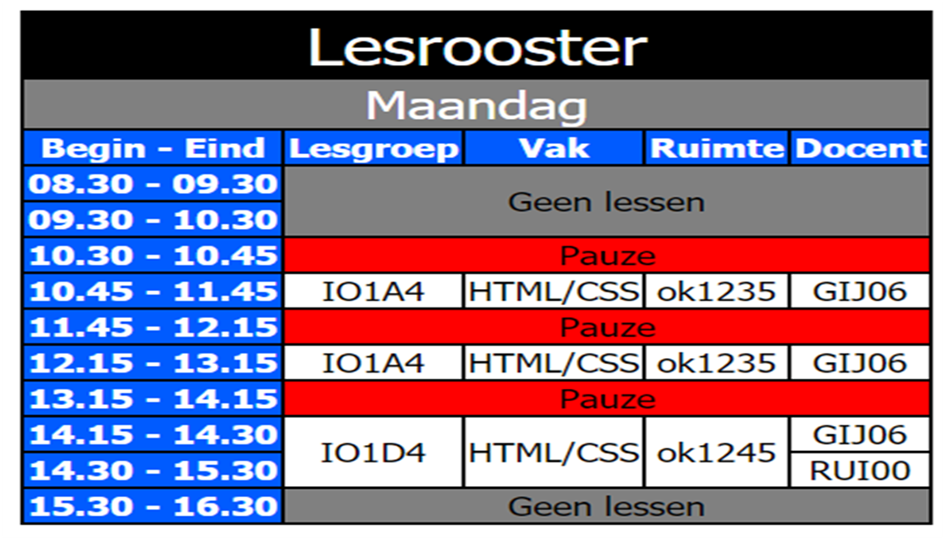 Lesrooster
Maandag
Begin - Eind Lesgroep Vak Ruimte Docent
08.30 - 09.30
Geen lessen
09.30 - 10.30
10.30 - 10.45 Pauze
10.45 - 11.45 IO1A4 HTML/CSS ok1235 GIJ06
11.45 - 12.15 Pauze
12.15 - 13.15 IO1A4 HTML/CSS ok1235 GIJ06
13.15 - 14.15 Pauze
14.15 - 14.30 GIJ06
IO1D4 HTML/CSS ok1245
14.30 - 15.30 RUI00
15.30 - 16.30 Geen lessen